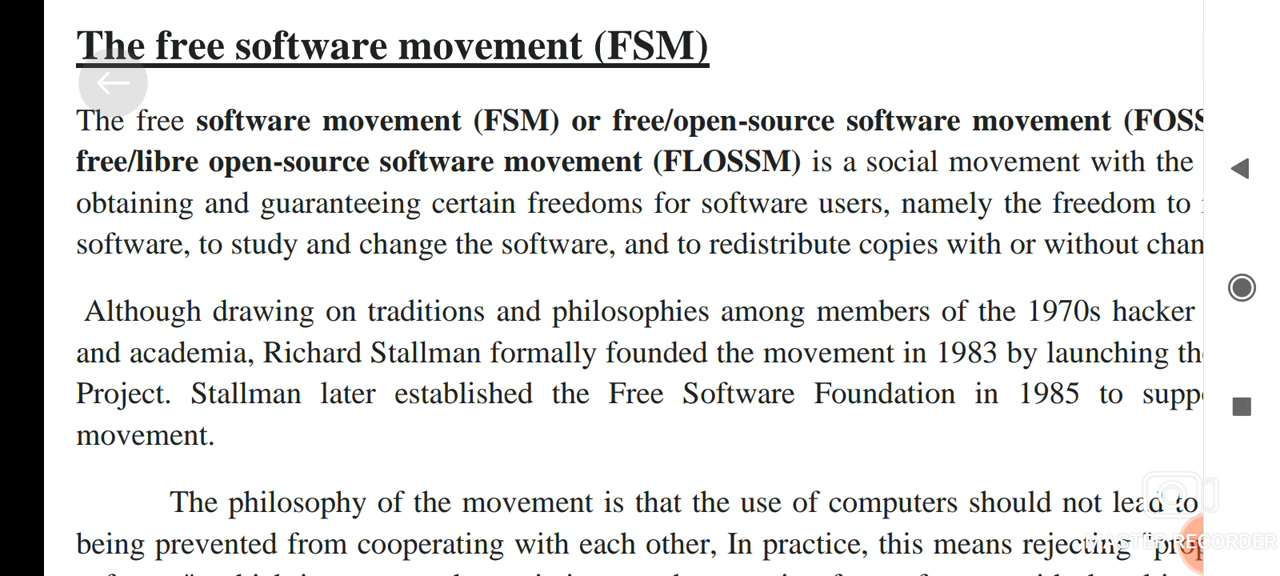 The free software movement (FSM)
The free software movement (FSM) or free/open-source software movement (FOSS
free/libre open-source software movement (FLOSSM) is a social movement with the
obtaining and guaranteeing certain freedoms for software users, namely the freedom to
software, to study and change the software, and to redistribute copies with or without chan
Although drawing on traditions and philosophies among members of the 1970s hacker
and academia, Richard Stallman formally founded the movement in 1983 by launching th
Project. Stallman later established the Free Software Foundation in 1985 to supp
movement.
The philosophy of the movement is that the use of computers should not lead to
being prevented from cooperating with each other, In practice, this means rejecting "prop
MASTER RECORDER